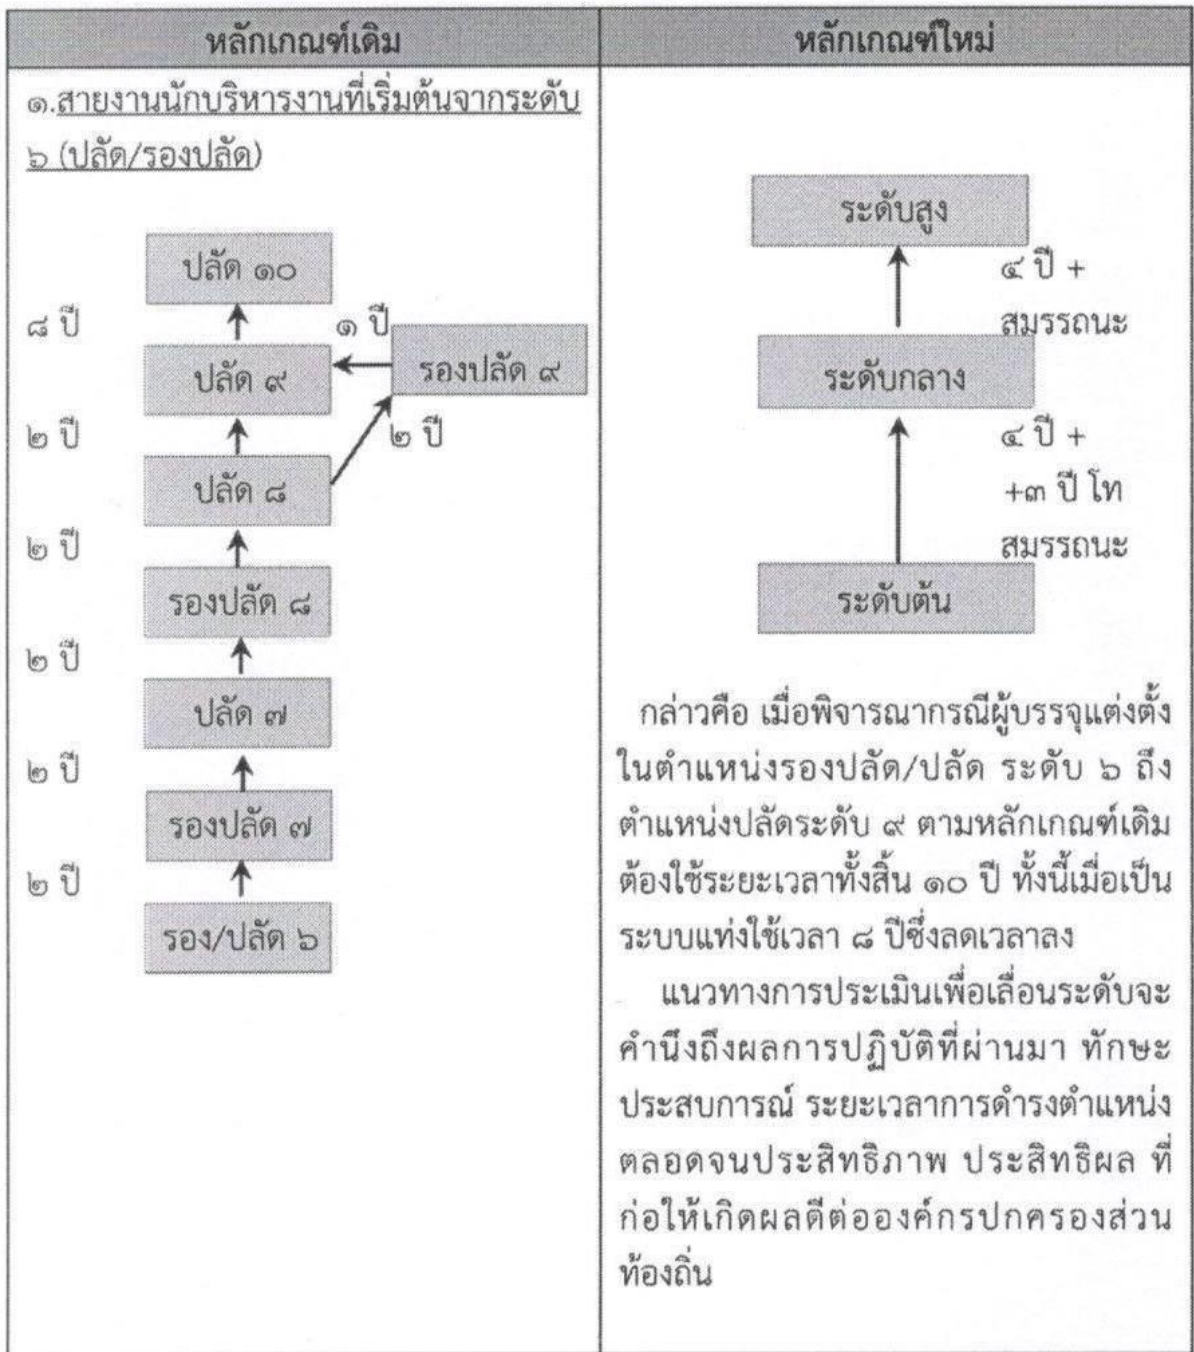 หลักเกณฑ์เดิม
๑.สายงานนักบริหารงานที่เริ่มต้นจากระดับ
๖ (ปลัด/รองปลัด)
ปลัด ๑๐
๘ ปี
๑ ปี
ปลัด ๙
รองปลัด ๙
๒ ปี
๒ ปี
ปลัด ๘
๒ ปี
รองปลัด ๘
๒ ปี
ปลัด ๗
๒ ปี
รองปลัด ๗
๒ ปี
รอง/ปลัด ๖
หลักเกณฑ์ใหม่
ระดับสูง
๔ ปี +
สมรรถนะ
ระดับกลาง
๔ ปี +
+๓ ปี โท
สมรรถนะ
ระดับต้น
กล่าวคือ เมื่อพิจารณากรณีผู้บรรจุแต่งตั้ง
ในตำแหน่งรองปลัด/ปลัด ระดับ ๖ ถึง
ตำแหน่งปลัดระดับ ๙ ตามหลักเกณฑ์เดิม
ต้องใช้ระยะเวลาทั้งสิ้น ๑๐ ปี ทั้งนี้เมื่อเป็น
ระบบแท่งใช้เวลา ๘ ปีซึ่งลดเวลาลง
แนวทางการประเมินเพื่อเลื่อนระดับจะ
คำนึงถึงผลการปฏิบัติที่ผ่านมา ทักษะ
ประสบการณ์ ระยะเวลาการดำรงตำแหน่ง
ตลอดจนประสิทธิภาพ ประสิทธิผล ที่
ก่อให้เกิดผลดีต่อองค์กรปกครองส่วน
ท้องถิ่น